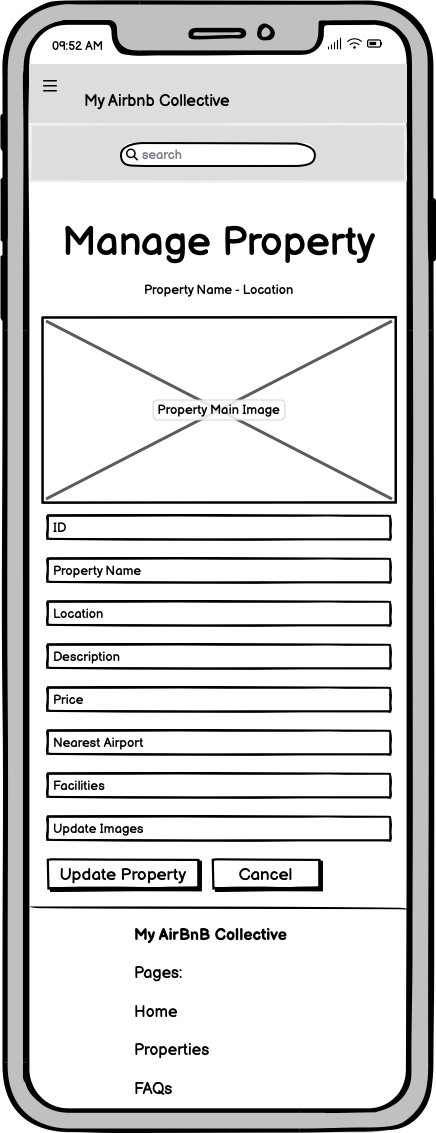 09:52 AM
My Airbnb Collective
search
Manage Property
Property Name - Location
Property Main Image
ID
Property Name
Location
Description
Price
Nearest Airport
Facilities
Update Images
Update Property
Cancel
My AirBnB Collective
Pages:
Home
Properties
FAQs